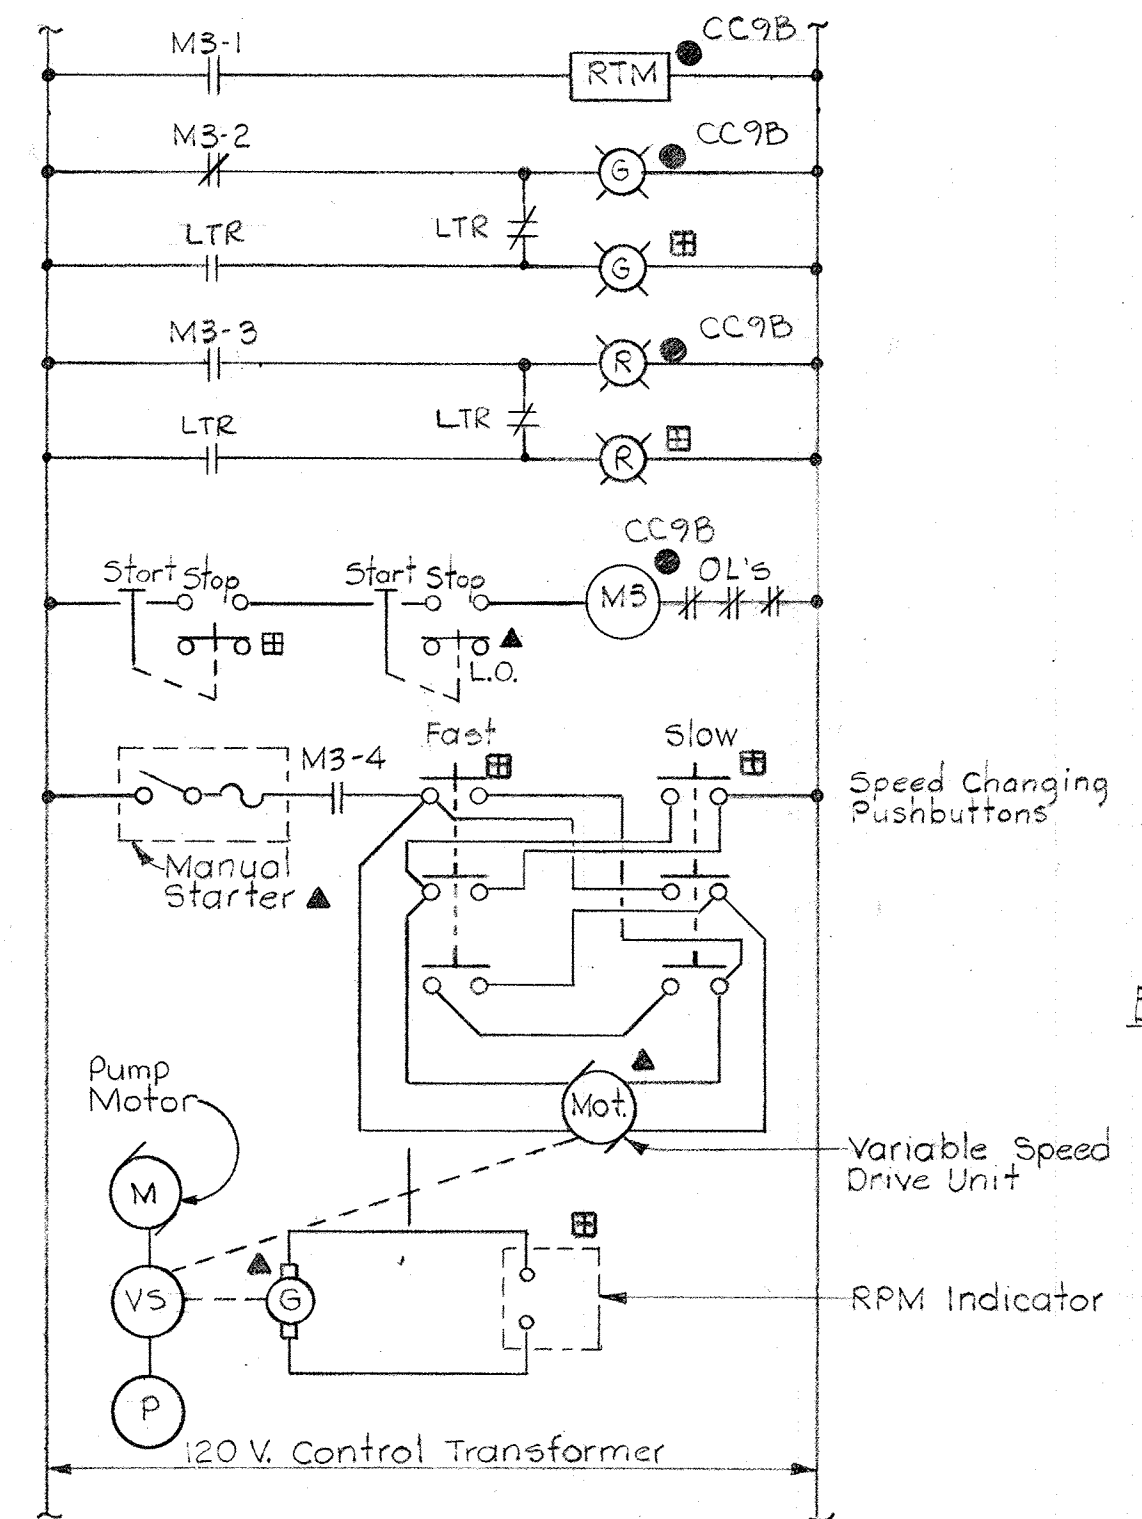 CC9B
M3-1
RTM
M3-2
CC9B
G
LTR
LTR
G
M3-3
CC9B
R
LTR
LTR
R
CC9B
Start Stop
Start Stop
M3
OL's
L.O.
Fast
Slow
M3-4
Speed Changing
Pushbuttons
Manual
Starter
Pump
Motor
Mot.
Variable Speed
Drive Unit
M
VS
G
RPM Indicator
P
120 V. Control Transformer